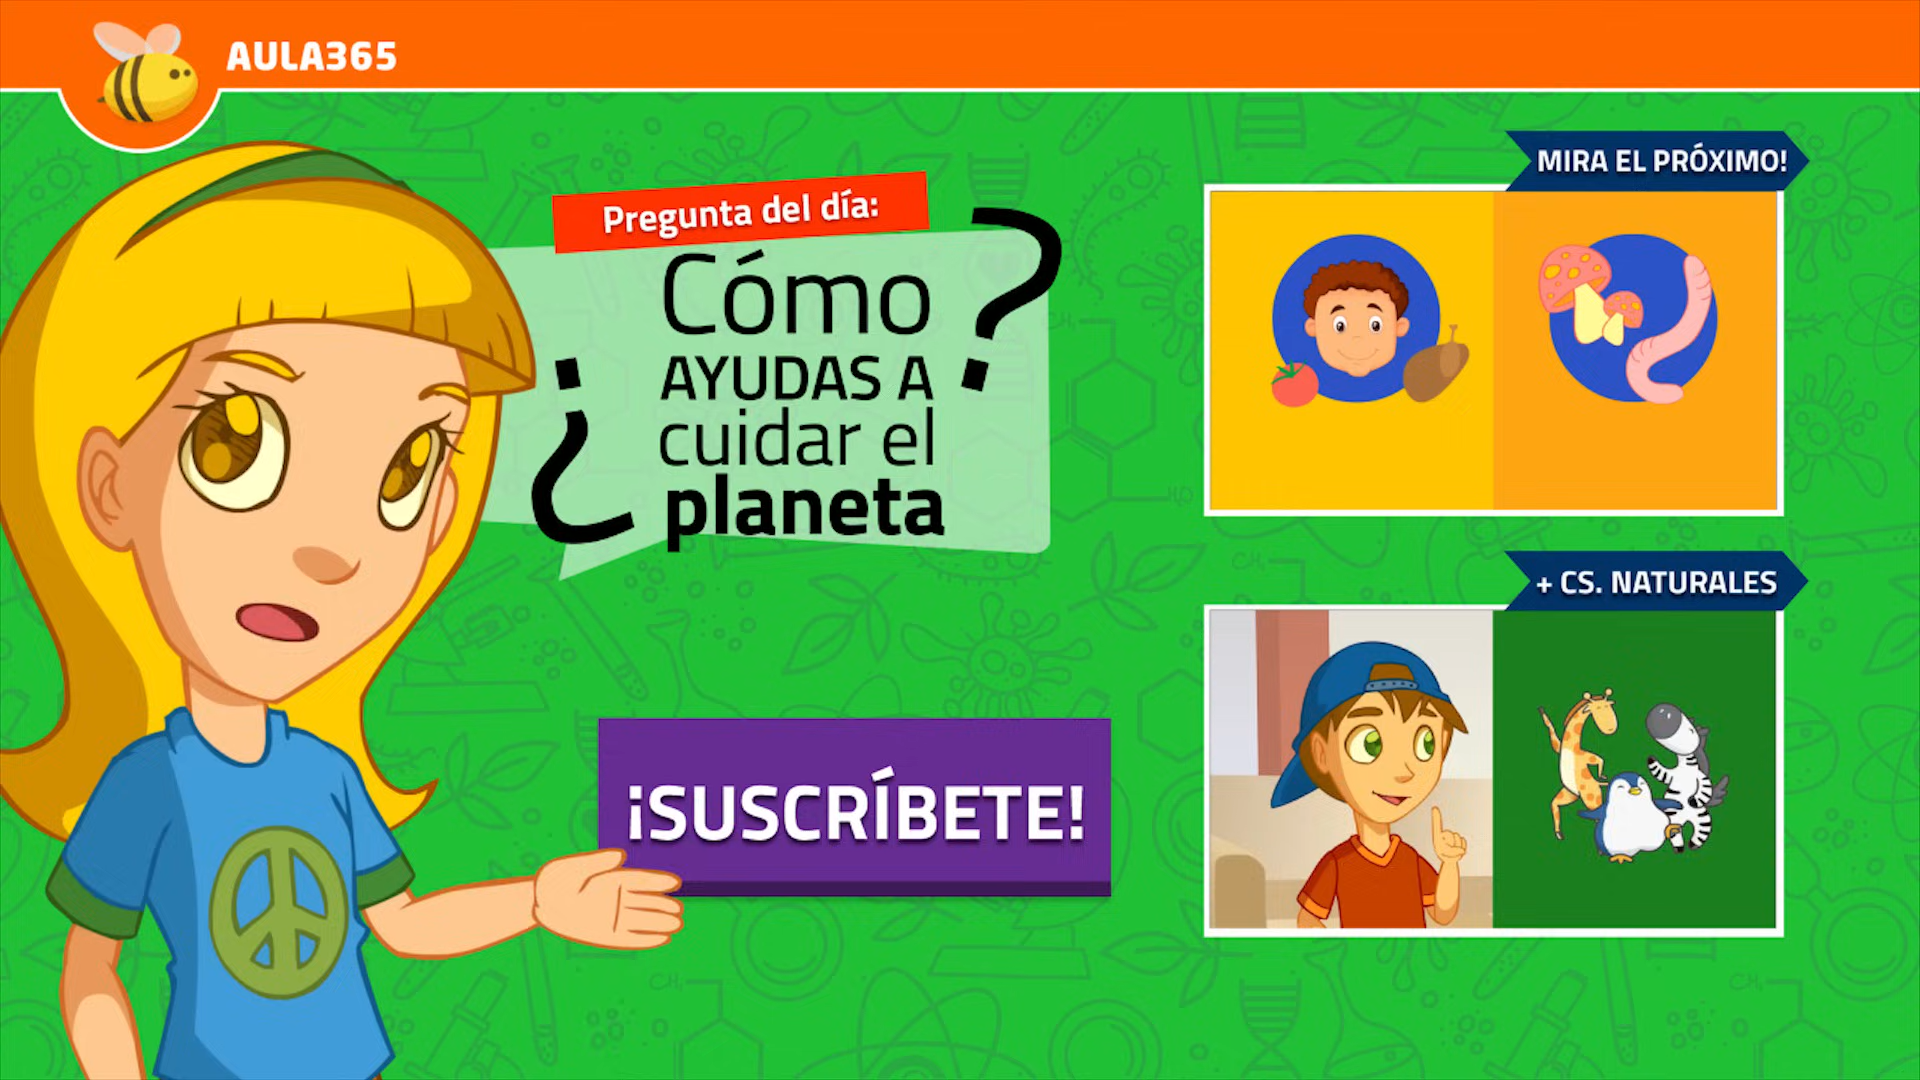 AULA365
Pregunta del día:
¿Cómo
AYUDAS A
cuidar el
planeta?
¡SUSCRÍBETE!
MIRA EL PRÓXIMO!
+ CS. NATURALES